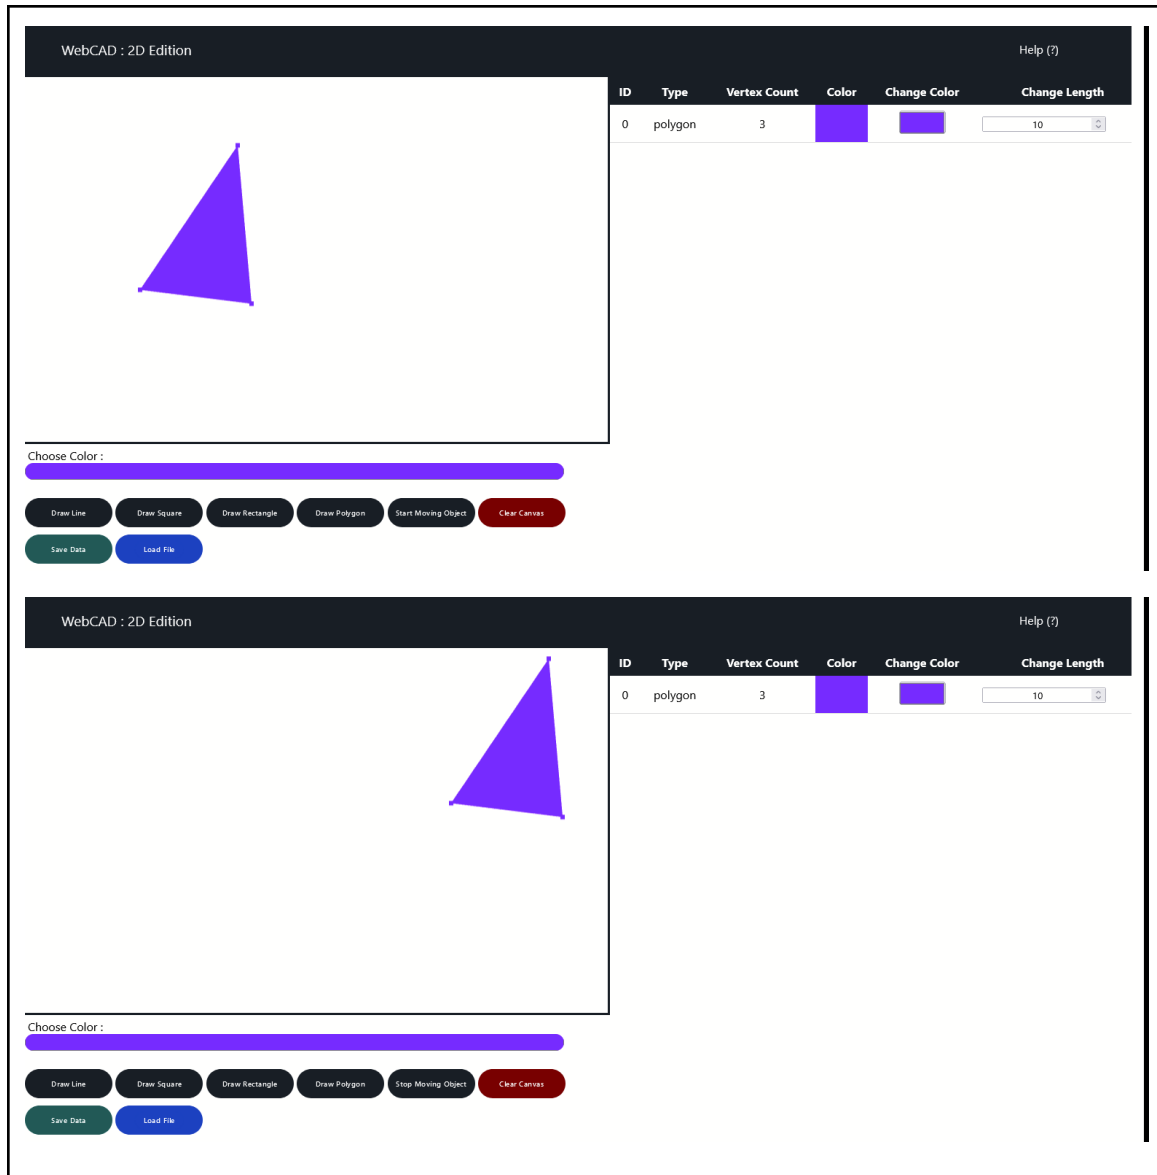 WebCAD : 2D Edition Help (?)
ID Type Vertex Count Color Change Color Change Length
0 polygon 3 10
Choose Color :
Draw Line Draw Square Draw Rectangle Draw Polygon Start Moving Object Clear Canvas
Save Data Load File
WebCAD : 2D Edition Help (?)
ID Type Vertex Count Color Change Color Change Length
0 polygon 3 10
Choose Color :
Draw Line Draw Square Draw Rectangle Draw Polygon Stop Moving Object Clear Canvas
Save Data Load File